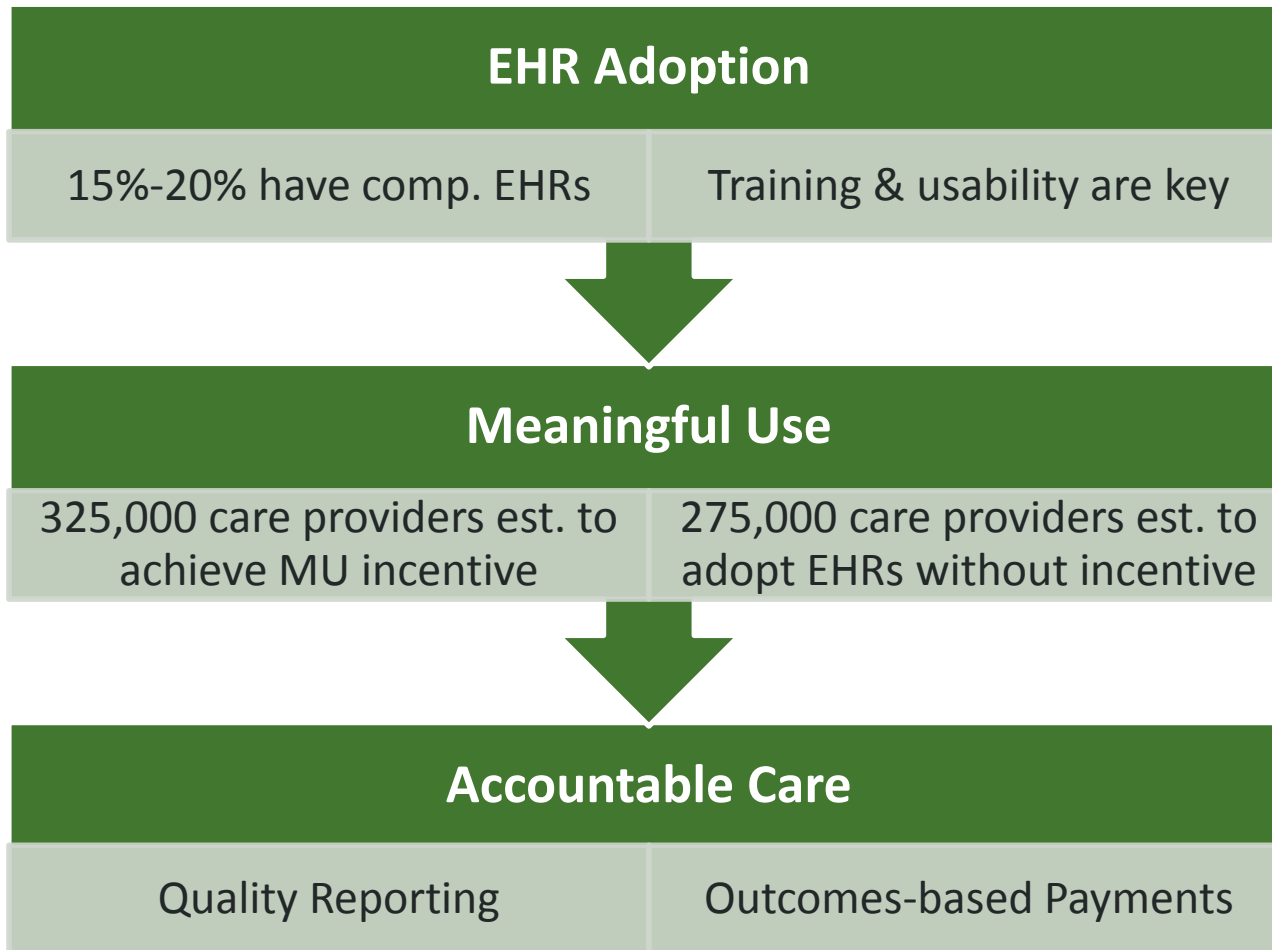 EHR Adoption
15%-20% have comp. EHRs
Training & usability are key
Meaningful Use
325,000 care providers est. to
achieve MU incentive
275,000 care providers est. to
adopt EHRs without incentive
Accountable Care
Quality Reporting
Outcomes-based Payments